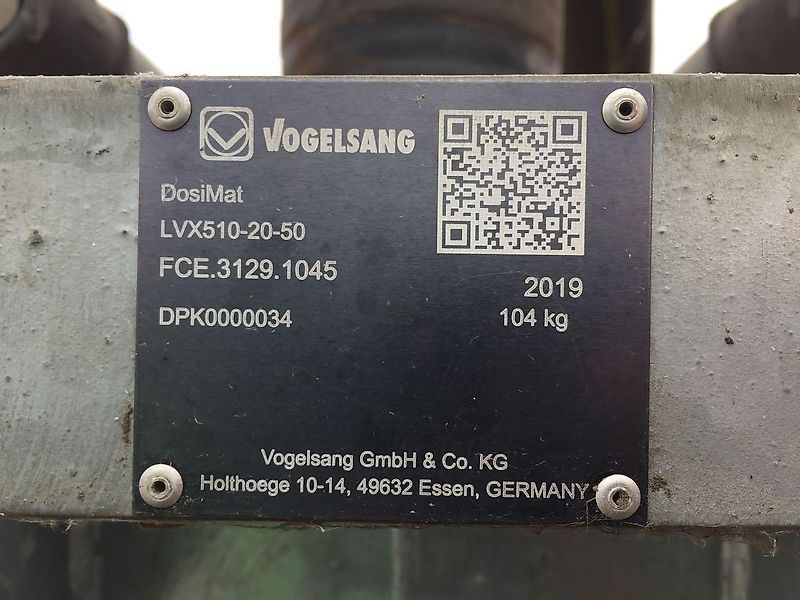 VOGELSANG
DosiMat
LVX510-20-50
FCE.3129.1045
2019
DPK0000034
104 kg
Vogelsang GmbH & Co. KG
Holthoege 10-14, 49632 Essen, GERMANY